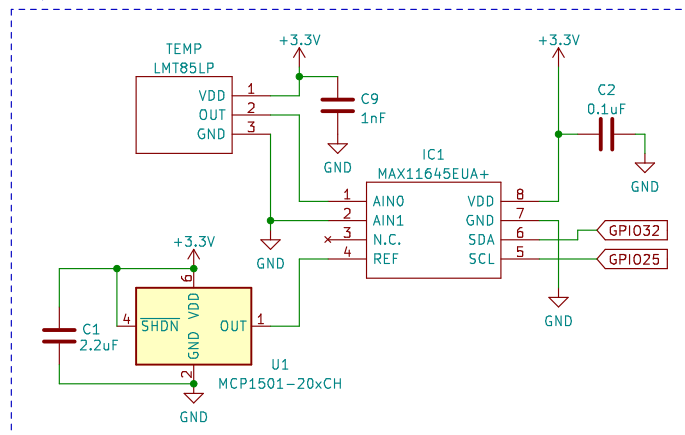 +3.3V
+3.3V
TEMP
LMT85LP
VDD 1
OUT 2
GND 3
C9
1nF
GND
C2
0.1uF
GND
IC1
MAX11645EUA+
1 AIN0 VDD 8
2 AIN1 GND 7
3 N.C. SDA 6
4 REF SCL 5
GPIO32
GPIO25
GND
GND
+3.3V
6
VDD
4 SHDN OUT 1
GND
2
C1
2.2uF
U1
MCP1501-20xCH
GND